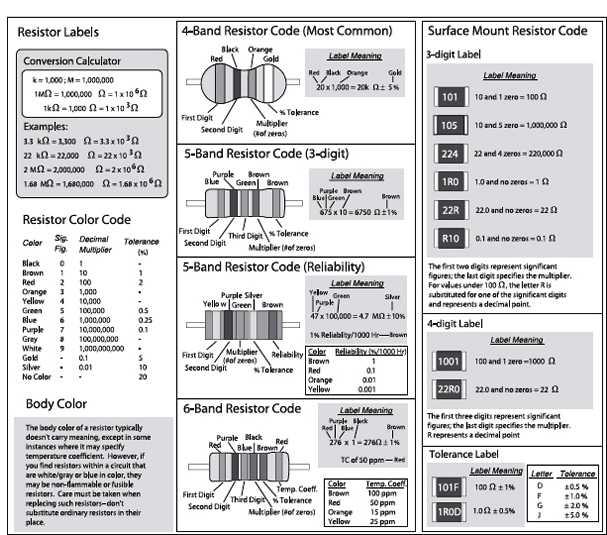 Resistor Labels
Conversion Calculator
k = 1,000 ; M = 1,000,000
1MΩ = 1,000,000 Ω = 1 x 10 6 Ω
1kΩ = 1,000 Ω = 1 x 10 3 Ω
Examples:
3.3 kΩ = 3,300 Ω = 3.3 x 10 3 Ω
22 kΩ = 22,000 Ω = 22 x 10 3 Ω
2 MΩ = 2,000,000 Ω = 2 x 10 6 Ω
1.68 MΩ = 1,680,000 Ω = 1.68 x 10 6 Ω
Resistor Color Code
Color Sig. Fig. Decimal Multiplier Tolerance (%)
Black 0 1 -
Brown 1 10 1
Red 2 100 2
Orange 3 1,000 -
Yellow 4 10,000 -
Green 5 100,000 0.5
Blue 6 1,000,000 0.25
Purple 7 10,000,000 0.1
Gray 8 100,000,000 -
White 9 1,000,000,000 -
Gold - 0.1 5
Silver - 0.01 10
No Color - - 20
Body Color
The body color of a resistor typically
doesn't carry meaning, except in some
instances where it may specify
temperature coefficient. However, if
you find resistors within a circuit that
are white/gray or blue in color, they
may be non-flammable or fusible
resistors. Care must be taken when
replacing such resistors-don't
substitute ordinary resistors in their
place.
4-Band Resistor Code (Most Common)
Red Black Orange Gold
First Digit
Second Digit
Multiplier
(#of zeros)
% Tolerance
Label Meaning
Red Black Orange Gold
20 x 1,000 = 20k Ω ± 5%
5-Band Resistor Code (3-digit)
Blue Purple Green Brown Brown
First Digit
Second Digit
Third Digit
Multiplier (#of zeros)
% Tolerance
Label Meaning
Blue Purple Green Brown Brown
675 x 10 = 6750 Ω ±1%
5-Band Resistor Code (Reliability)
Yellow Purple Green Silver Brown
First Digit
Second Digit
Multiplier
(# of zeros)
% Tolerance
Reliability
Label Meaning
Yellow Purple Green Silver
47 x 100,000 = 4.7 MΩ ±10%
1% Reliability/1000 Hr — Brown
Color Reliability (%/1000 Hr)
Brown 1
Red 0.1
Orange 0.01
Yellow 0.001
6-Band Resistor Code
Red Purple Blue Black Brown Red
First Digit
Second Digit
Third Digit
Multiplier
(# of zeros)
% Tolerance
Temp. Coeff.
Label Meaning
Red Purple Blue Black Brown
276 x 1 = 276Ω ± 1%
TC of 50 ppm — Red
Color Temp. Coeff.
Brown 100 ppm
Red 50 ppm
Orange 15 ppm
Yellow 25 ppm
Surface Mount Resistor Code
3-digit Label
Label Meaning
101 10 and 1 zero = 100 Ω
105 10 and 5 zero = 1,000,000 Ω
224 22 and 4 zeroes = 220,000 Ω
1R0 1.0 and no zeros = 1 Ω
22R 22.0 and no zeros = 22 Ω
R10 0.1 and no zeros = 0.1 Ω
The first two digits represent significant
figures; the last digit specifies the multiplier.
For values under 100 Ω, the letter R is
substituted for one of the significant digits
and represents a decimal point.
4-digit Label
Label Meaning
1001 100 and 1 zero =1000 Ω
22R0 22.0 and no zeros = 22 Ω
The first three digits represent significant
figures; the last digit specifies the multiplier.
R represents a decimal point
Tolerance Label
Label Meaning
101F 100 Ω ±1%
1R0D 1.0Ω ± 0.5%
Letter Tolerance
D ±0.5 %
F ±1.0 %
G ±2.0 %
J ±5.0 %